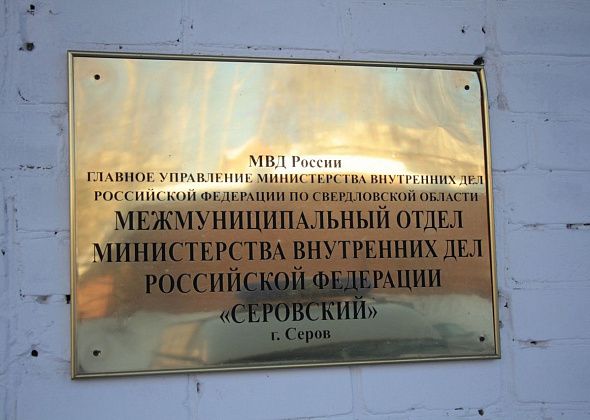 МВД России
ГЛАВНОЕ УПРАВЛЕНИЕ МИНИСТЕРСТВА ВНУТРЕННИХ ДЕЛ
РОССИЙСКОЙ ФЕДЕРАЦИИ ПО СВЕРДЛОВСКОЙ ОБЛАСТИ
МЕЖМУНИЦИПАЛЬНЫЙ ОТДЕЛ
МИНИСТЕРСТВА ВНУТРЕННИХ ДЕЛ
РОССИЙСКОЙ ФЕДЕРАЦИИ
«СЕРОВСКИЙ»
г. Серов